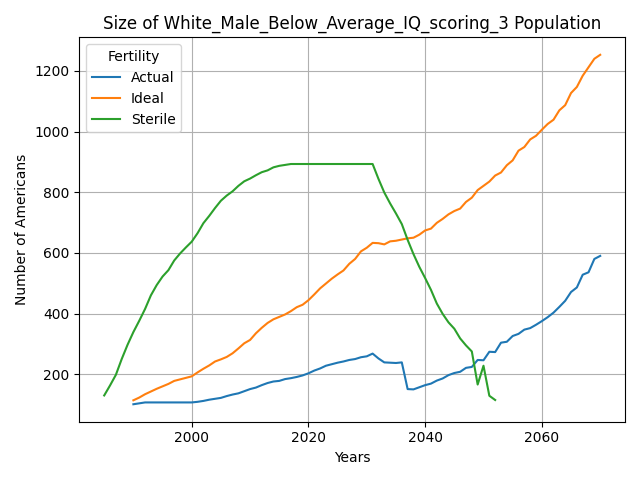 Size of White_Male_Below_Average_IQ_scoring_3 Population
Fertility
Actual
Ideal
Sterile
Number of Americans
1200
1000
800
600
400
200
2000
2020
2040
2060
Years